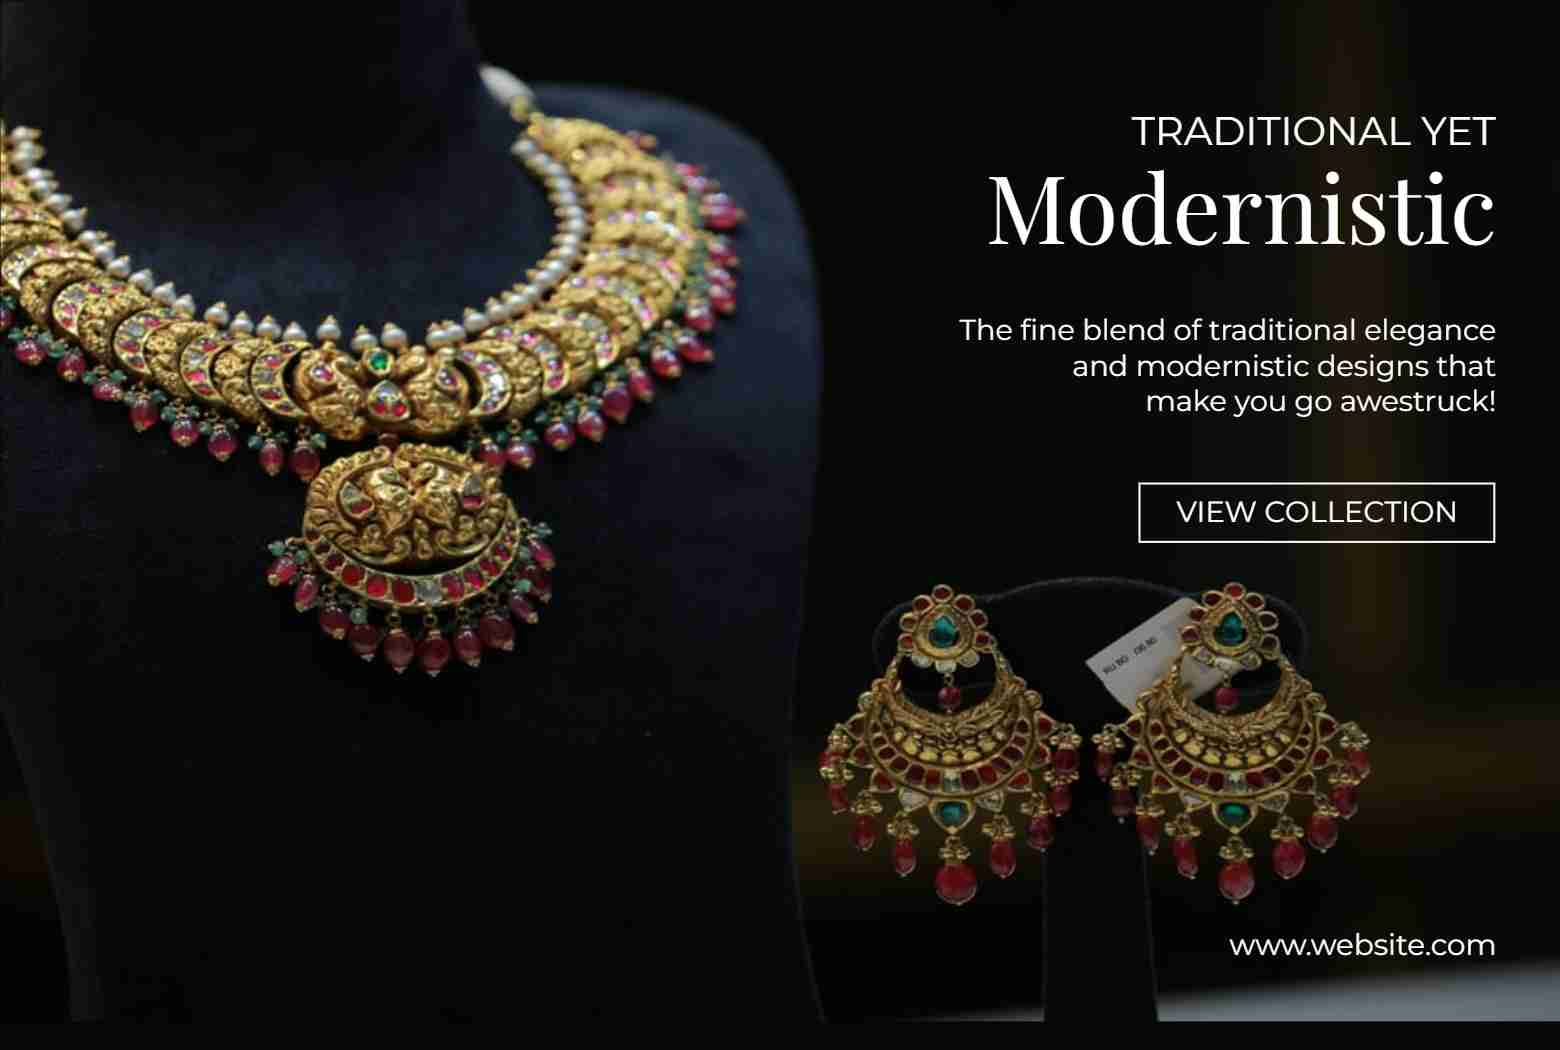 TRADITIONAL YET
Modernistic
The fine blend of traditional elegance
and modernistic designs that
make you go awestruck!
VIEW COLLECTION
www.website.com